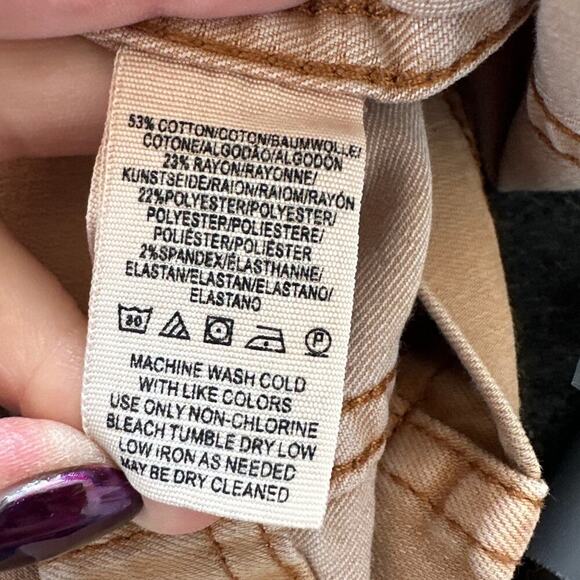 53% COTTON/COTON/BAUMWOLLE/
COTONE/ALGODÃO/ALGODÓN
23% RAYON/RAYONNE/
KUNSTSEIDE/RAION/RAIOM/RAYÓN
22%POLYESTER/POLYESTER/
POLYESTER/POLIESTERE/
POLIÉSTER/POLIÉSTER
2%SPANDEX/ÉLASTHANNE/
ELASTAN/ELASTAN/ELASTANO/
ELASTANO
30 P
MACHINE WASH COLD
WITH LIKE COLORS
USE ONLY NON-CHLORINE
BLEACH TUMBLE DRY LOW
LOW IRON AS NEEDED
MAY BE DRY CLEANED